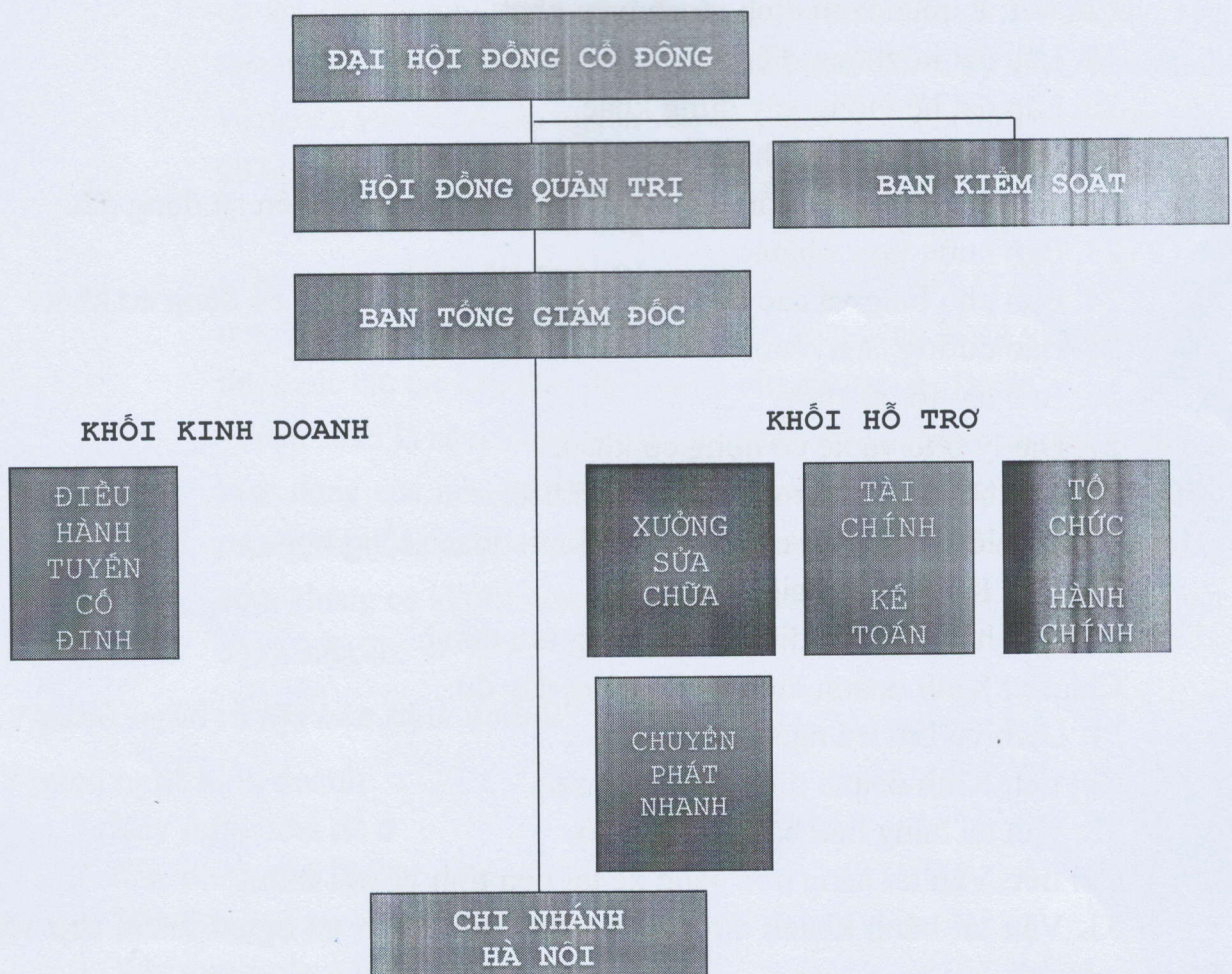 ĐẠI HỘI ĐỒNG CỔ ĐÔNG
HỘI ĐỒNG QUẢN TRỊ
BAN KIỂM SOÁT
BAN TỔNG GIÁM ĐỐC
KHỐI KINH DOANH
KHỐI HỖ TRỢ
ĐIỀU
HÀNH
TUYẾN
CỐ
ĐINH
XƯỞNG
SỬA
CHỮA
TÀI
CHÍNH
KẾ
TOÁN
TỔ
CHỨC
HÀNH
CHÍNH
CHUYỂN
PHÁT
NHANH
CHI NHÁNH
HÀ NÔI